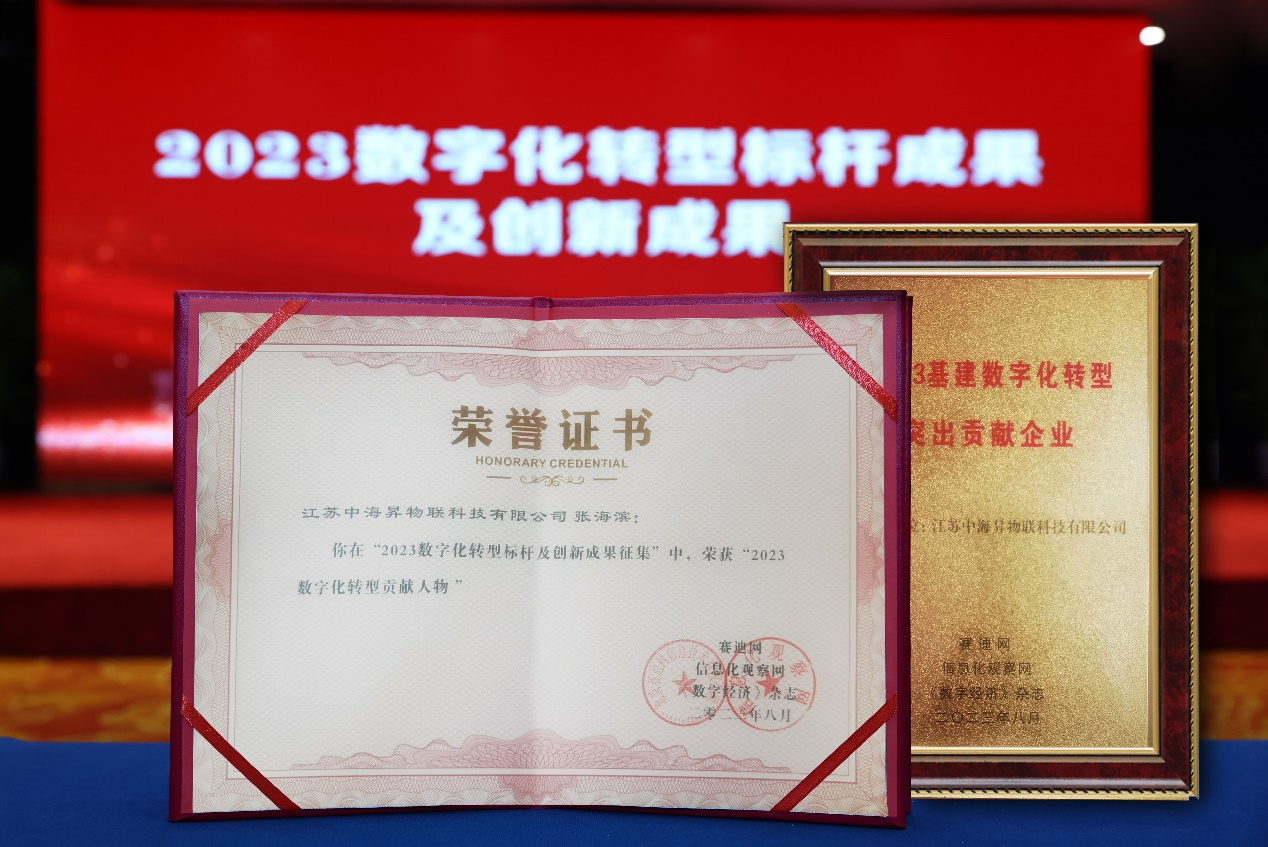 2023数字化转型标杆成果
及创新成果
荣誉证书
HONORARY CREDENTIAL
江苏中海昇物联科技有限公司 张海滨：
你在“2023数字化转型标杆及创新成果征集”中，荣获“2023
数字化转型贡献人物”
赛迪网
信息化观察网
《数字经济》杂志
二零二三年八月
3基建数字化转型
突出贡献企业
：江苏中海昇物联科技有限公司
赛迪网
信息化观察网
《数字经济》杂志
二〇二三年八月